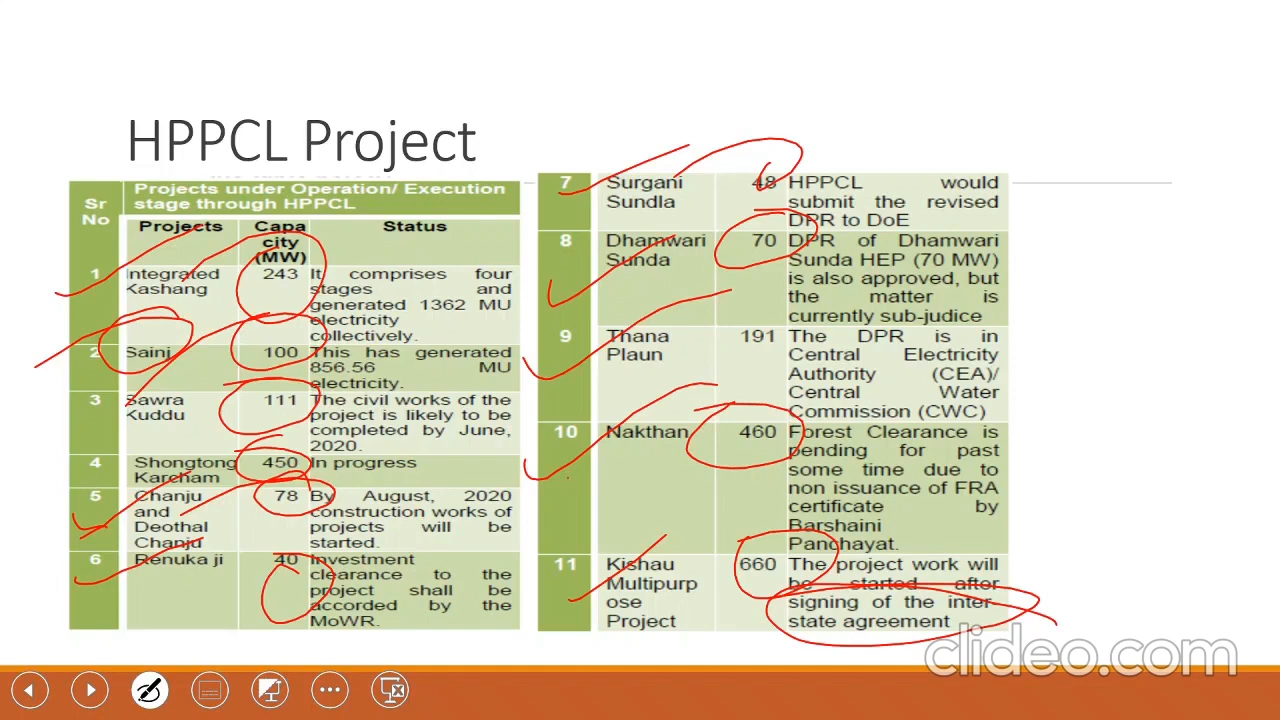 HPPCL Project
Sr No
Projects under Operation/ Execution
stage through HPPCL
Projects
Capa
city
(MW)
Status
1 Integrated Kashang 243 It comprises four
stages and
generated 1362 MU
electricity
collectively.
2 Sainj 100 This has generated
856.56 MU
electricity.
3 Sawra Kuddu 111 The civil works of the
project is likely to be
completed by June,
2020.
4 Shongtong Karcham 450 In progress
5 Chanju and Deothal Chanju 78 By August, 2020
construction works of
projects will be
started.
6 Renuka ji 40 Investment
clearance to the
project shall be
accorded by the
MoWR.
7 Surgani Sundla 48 HPPCL would
submit the revised
DPR to DoE
8 Dhamwari Sunda 70 DPR of Dhamwari
Sunda HEP (70 MW)
is also approved, but
the matter is
currently sub-judice
9 Thana Plaun 191 The DPR is in
Central Electricity
Authority (CEA)/
Central Water
Commission (CWC)
10 Nakthan 460 Forest Clearance is
pending for past
some time due to
non issuance of FRA
certificate by
Barshaini
Panchayat.
11 Kishau Multipurp ose Project 660 The project work will
be started after
signing of the inter-
state agreement
clideo.com